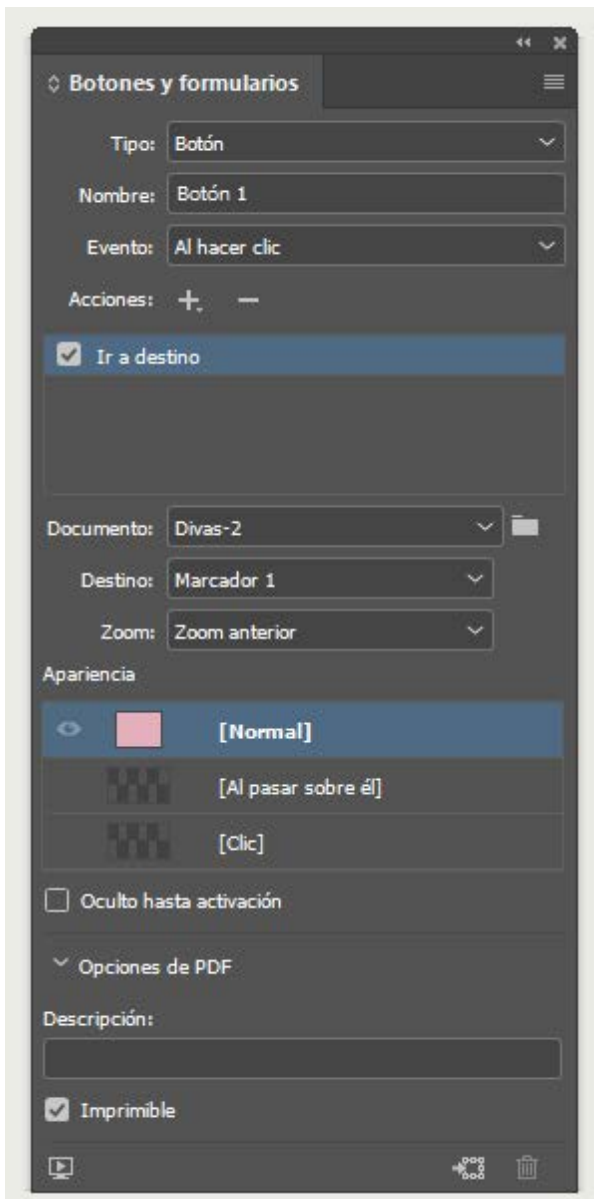 Botones y formularios
Tipo: Botón
Nombre: Botón 1
Evento: Al hacer clic
Acciones:
Ir a destino
Documento: Divas-2
Destino: Marcador 1
Zoom: Zoom anterior
Apariencia
[Normal]
[Al pasar sobre él]
[Clic]
Oculto hasta activación
Opciones de PDF
Descripción:
Imprimible